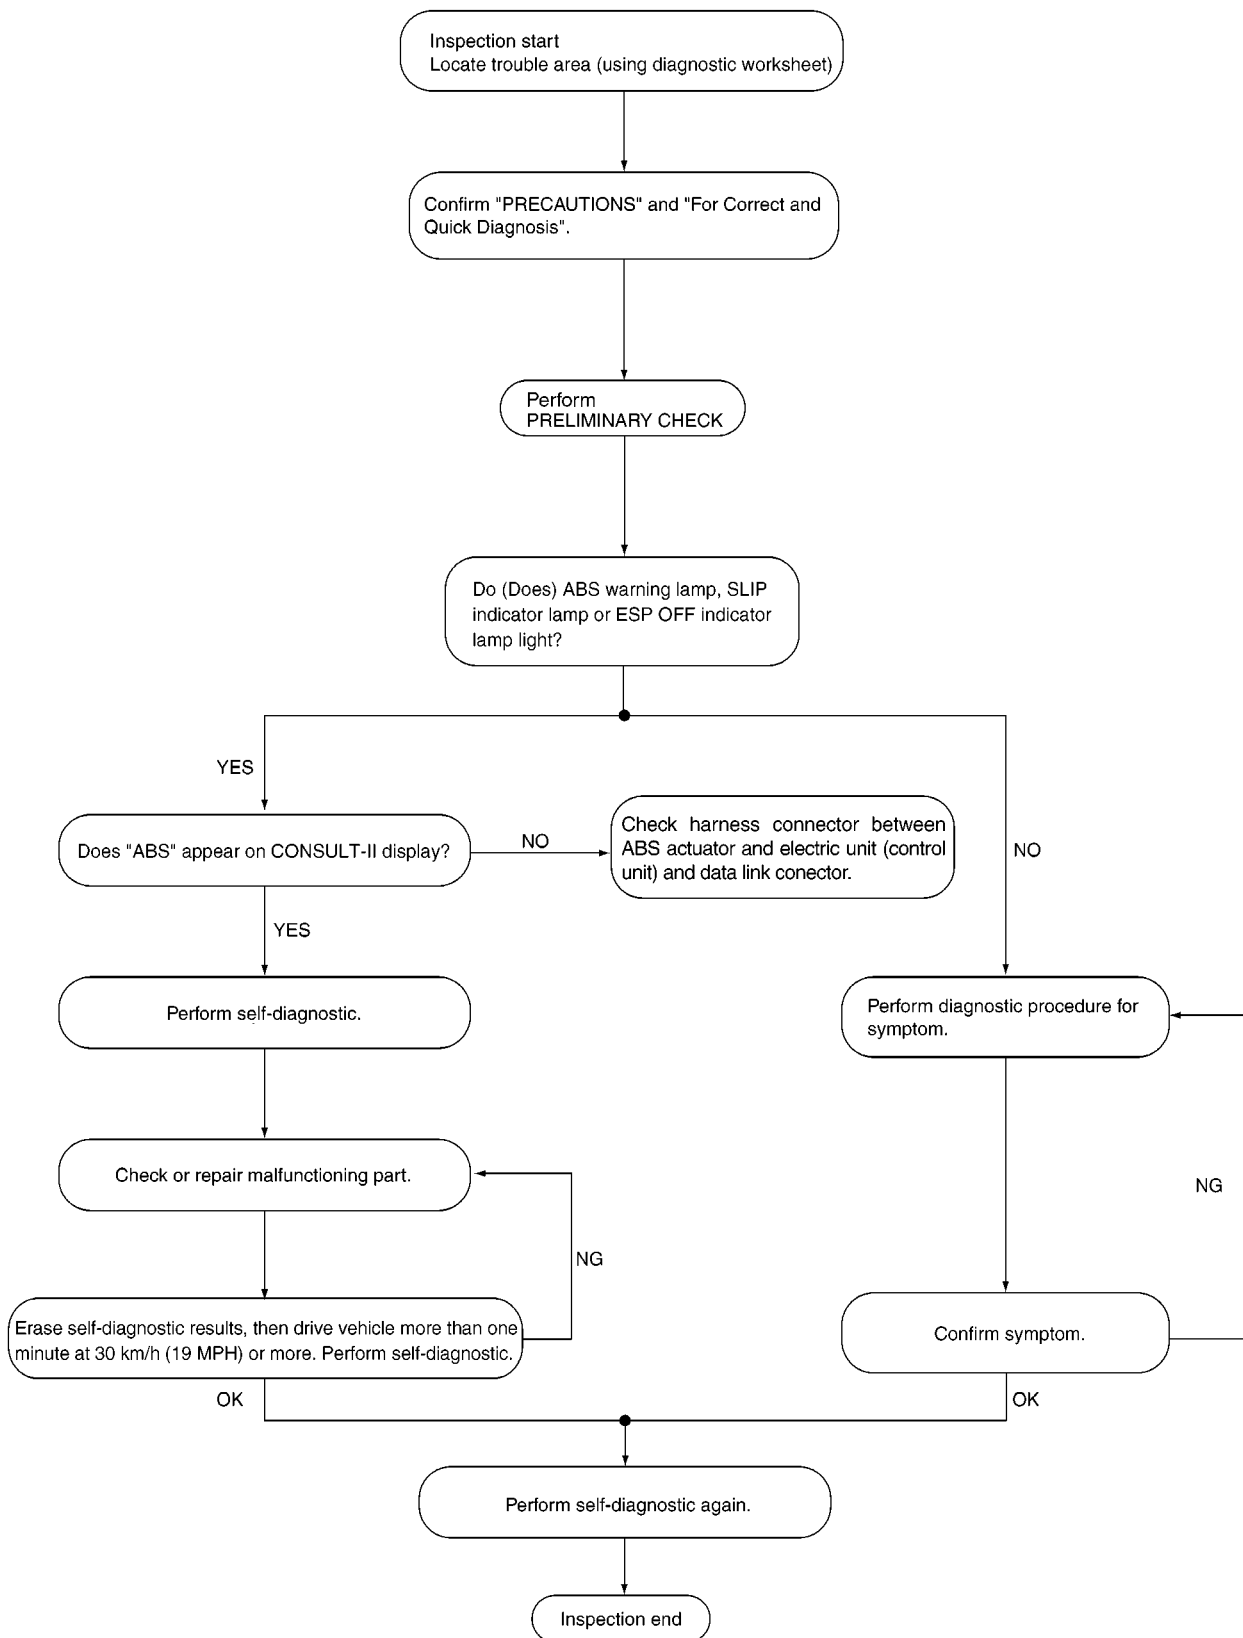 Inspection start
Locate trouble area (using diagnostic worksheet)
Confirm "PRECAUTIONS" and "For Correct and
Quick Diagnosis".
Perform
PRELIMINARY CHECK
Do (Does) ABS warning lamp, SLIP
indicator lamp or ESP OFF indicator
lamp light?
YES
NO
Does "ABS" appear on CONSULT-II display?
NO
Check harness connector between
ABS actuator and electric unit (control
unit) and data link conector.
YES
Perform self-diagnostic.
Perform diagnostic procedure for
symptom.
Check or repair malfunctioning part.
NG
NG
Erase self-diagnostic results, then drive vehicle more than one
minute at 30 km/h (19 MPH) or more. Perform self-diagnostic.
Confirm symptom.
OK
OK
Perform self-diagnostic again.
Inspection end